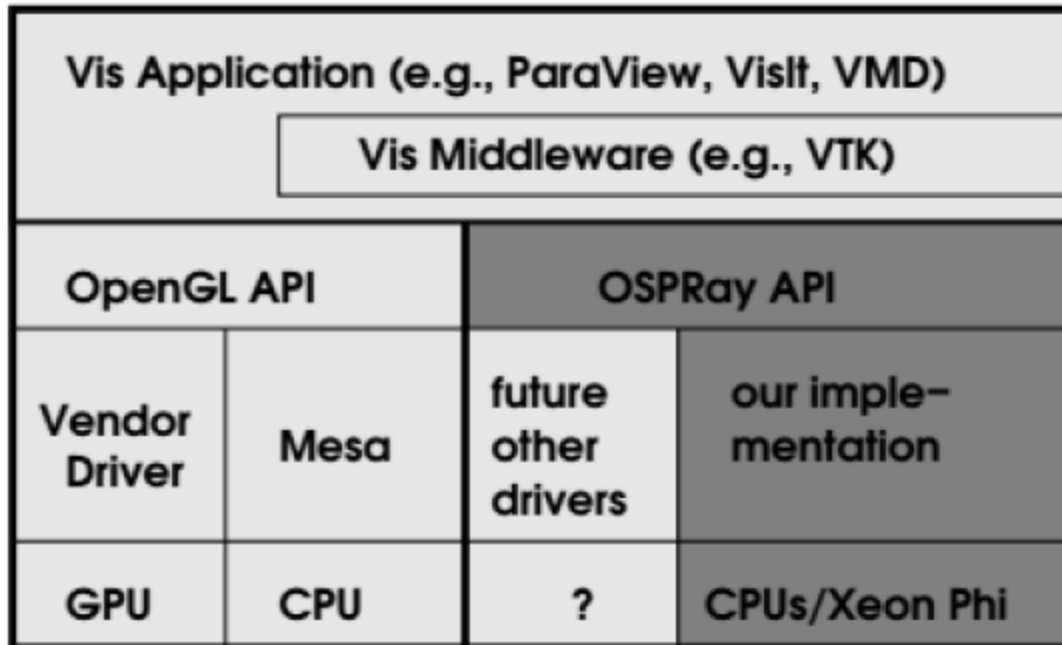 Vis Application (e.g., ParaView, VisIt, VMD)
Vis Middleware (e.g., VTK)
OpenGL API
OSPRay API
Vendor
Driver
Mesa
future
other
drivers
our imple–
mentation
GPU
CPU
?
CPUs/Xeon Phi